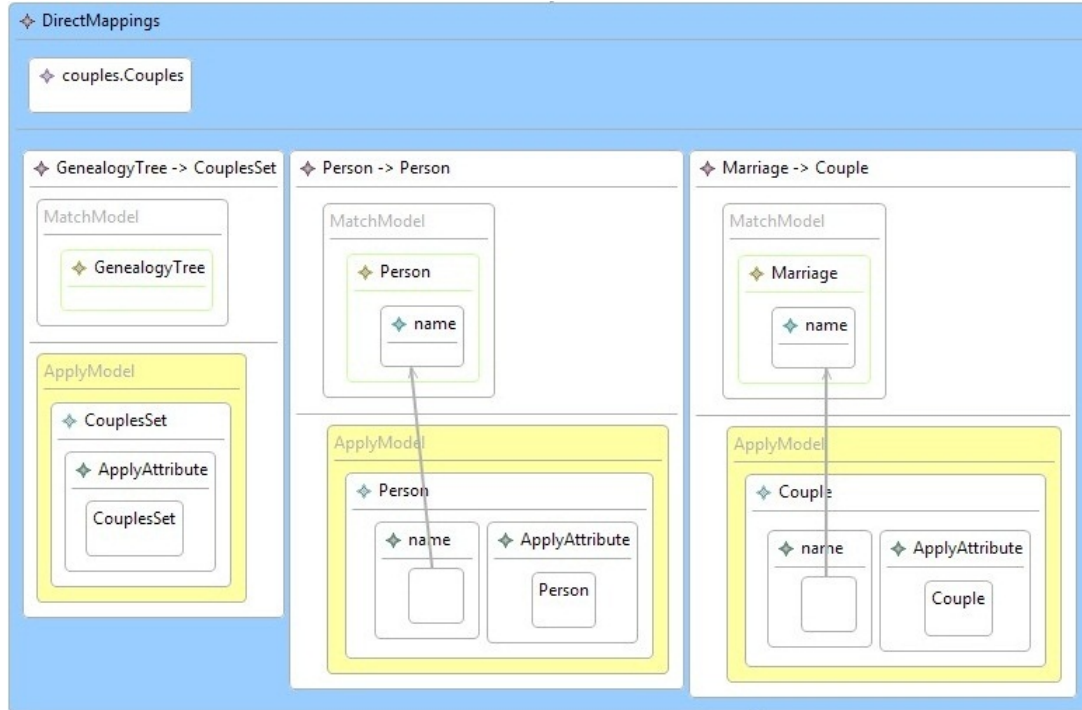 DirectMappings
couples.Couples
GenealogyTree -> CouplesSet
MatchModel
GenealogyTree
ApplyModel
CouplesSet
ApplyAttribute
CouplesSet
Person -> Person
MatchModel
Person
name
ApplyModel
Person
name
ApplyAttribute
Person
Marriage -> Couple
MatchModel
Marriage
name
ApplyModel
Couple
name
ApplyAttribute
Couple